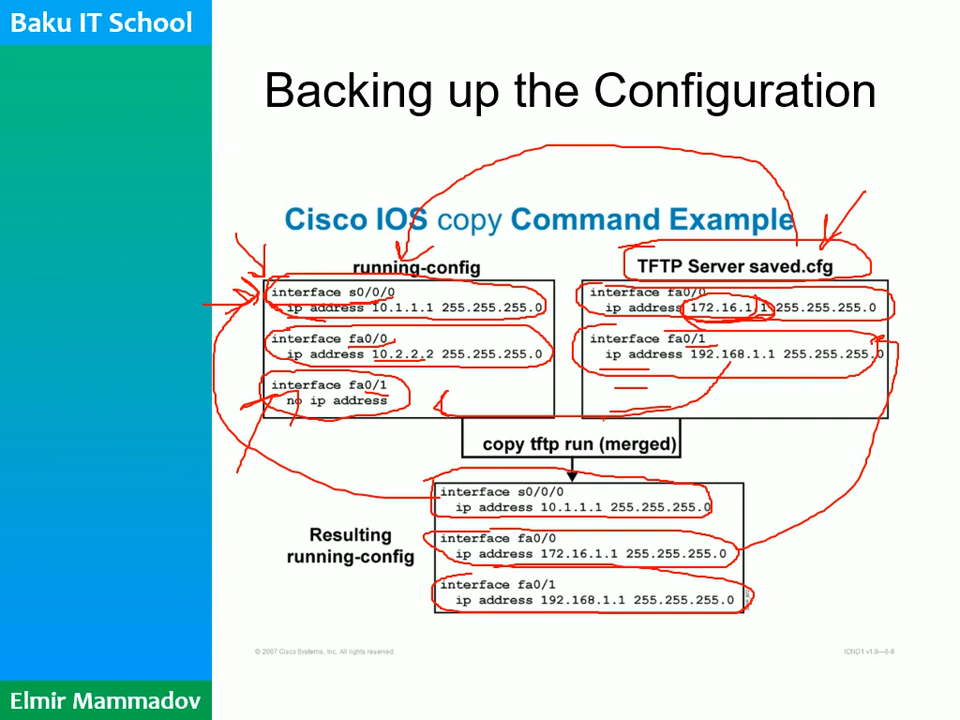 Baku IT School
Backing up the Configuration
Cisco IOS copy Command Example
running-config
interface s0/0/0
ip address 10.1.1.1 255.255.255.0
interface fa0/0
ip address 10.2.2.2 255.255.255.0
interface fa0/1
no ip address
TFTP Server saved.cfg
interface fa0/0
ip address 172.16.1.1 255.255.255.0
interface fa0/1
ip address 192.168.1.1 255.255.255.0
copy tftp run (merged)
Resulting
running-config
interface s0/0/0
ip address 10.1.1.1 255.255.255.0
interface fa0/0
ip address 172.16.1.1 255.255.255.0
interface fa0/1
ip address 192.168.1.1 255.255.255.0
© 2007 Cisco Systems, Inc. All rights reserved.
ICND1 v1.0—6-9
Elmir Mammadov